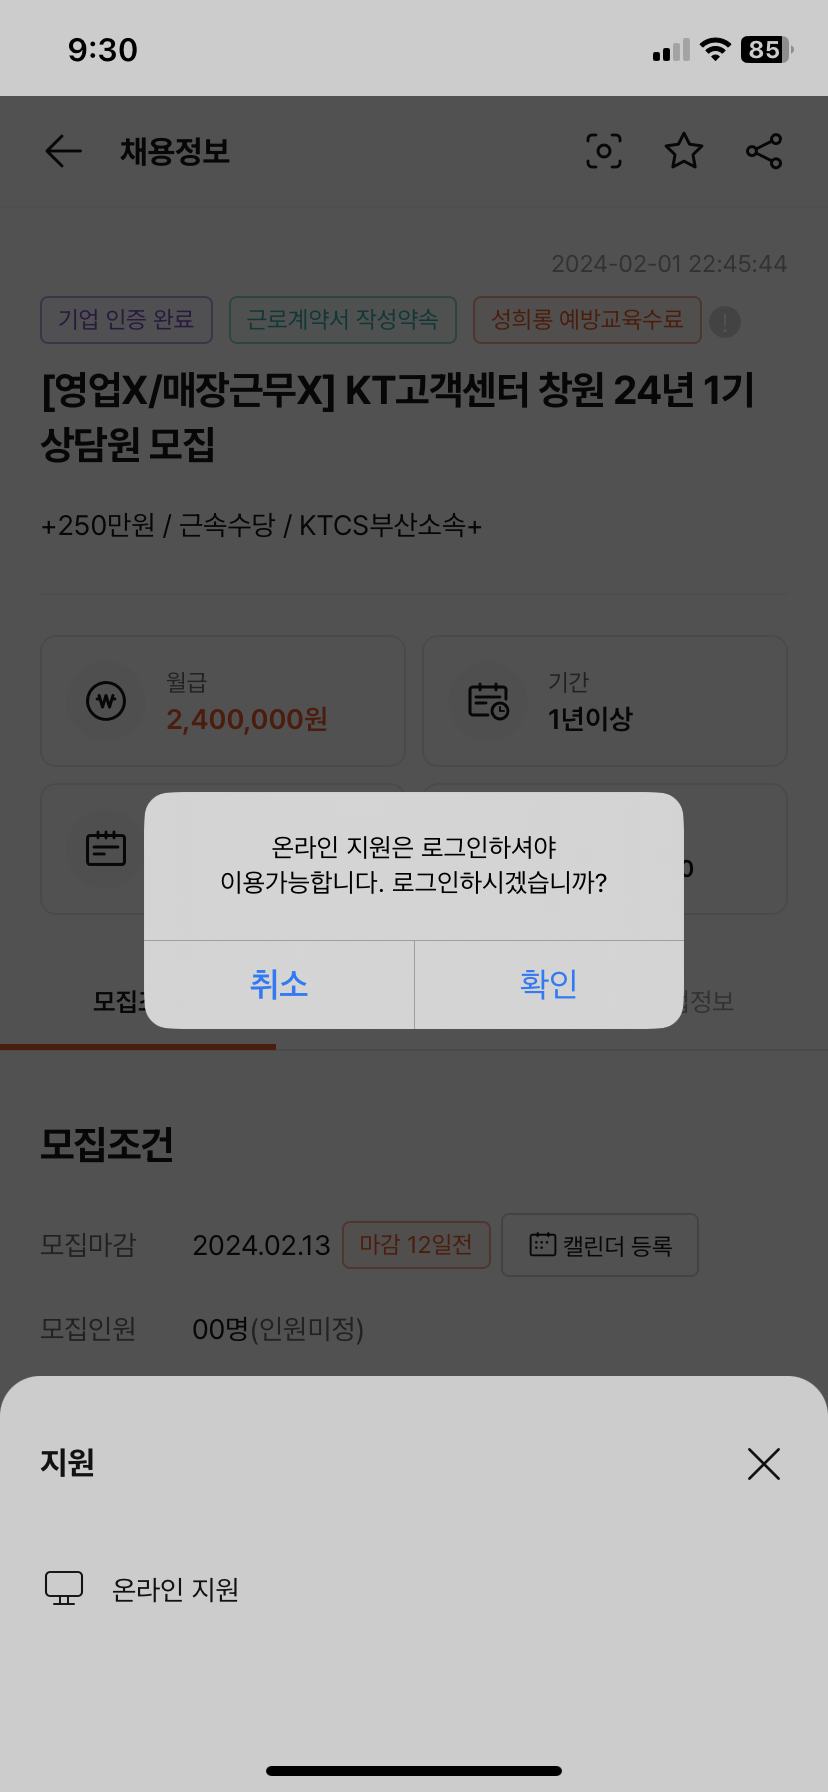 9:30
85
채용정보
2024-02-01 22:45:44
기업 인증 완료
근로계약서 작성약속
성희롱 예방교육수료
!
[영업X/매장근무X] KT고객센터 창원 24년 1기
상담원 모집
+250만원 / 근속수당 / KTCS부산소속+
월급
2,400,000원
기간
1년이상
0
온라인 지원은 로그인하셔야
이용가능합니다. 로그인하시겠습니까?
취소
확인
모집조
정보
모집조건
모집마감
2024.02.13
마감 12일전
캘린더 등록
모집인원
00명(인원미정)
지원
온라인 지원